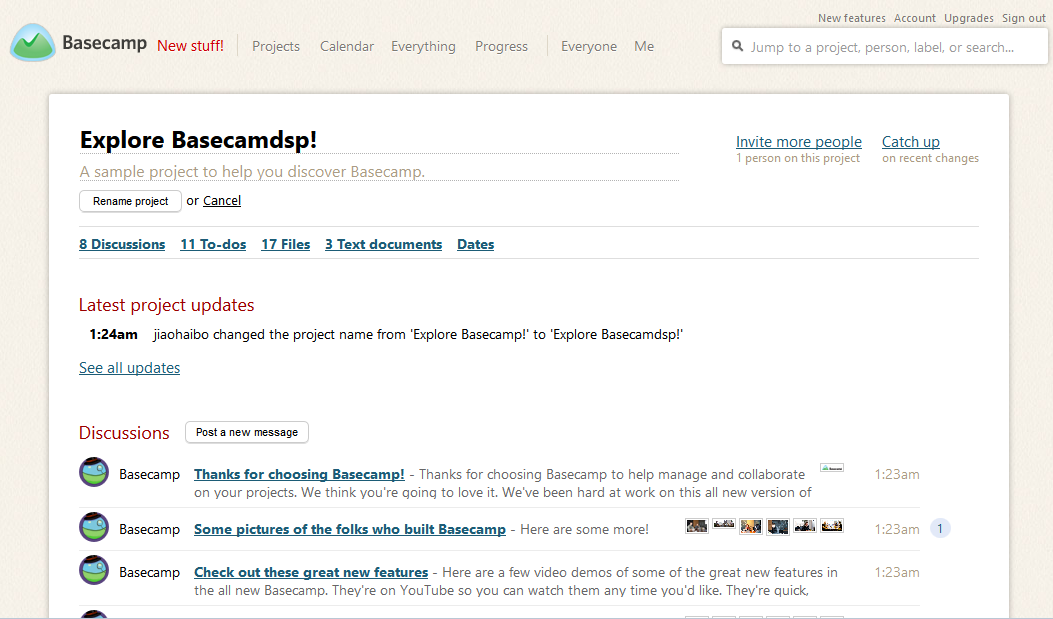 New features Account Upgrades Sign out
Basecamp New stuff! Projects Calendar Everything Progress Everyone Me
Jump to a project, person, label, or search...
Explore Basecamdsp!
A sample project to help you discover Basecamp.
Invite more people
1 person on this project
Catch up
on recent changes
Rename project or Cancel
8 Discussions 11 To-dos 17 Files 3 Text documents Dates
Latest project updates
1:24am jiaohaibo changed the project name from 'Explore Basecamp!' to 'Explore Basecamdsp!'
See all updates
Discussions Post a new message
Basecamp Thanks for choosing Basecamp! - Thanks for choosing Basecamp to help manage and collaborate 1:23am
on your projects. We think you're going to love it. We've been hard at work on this all new version of
Basecamp Some pictures of the folks who built Basecamp - Here are some more! 1:23am 1
Basecamp Check out these great new features - Here are a few video demos of some of the great new features in 1:23am
the all new Basecamp. They're on YouTube so you can watch them any time you'd like. They're quick,